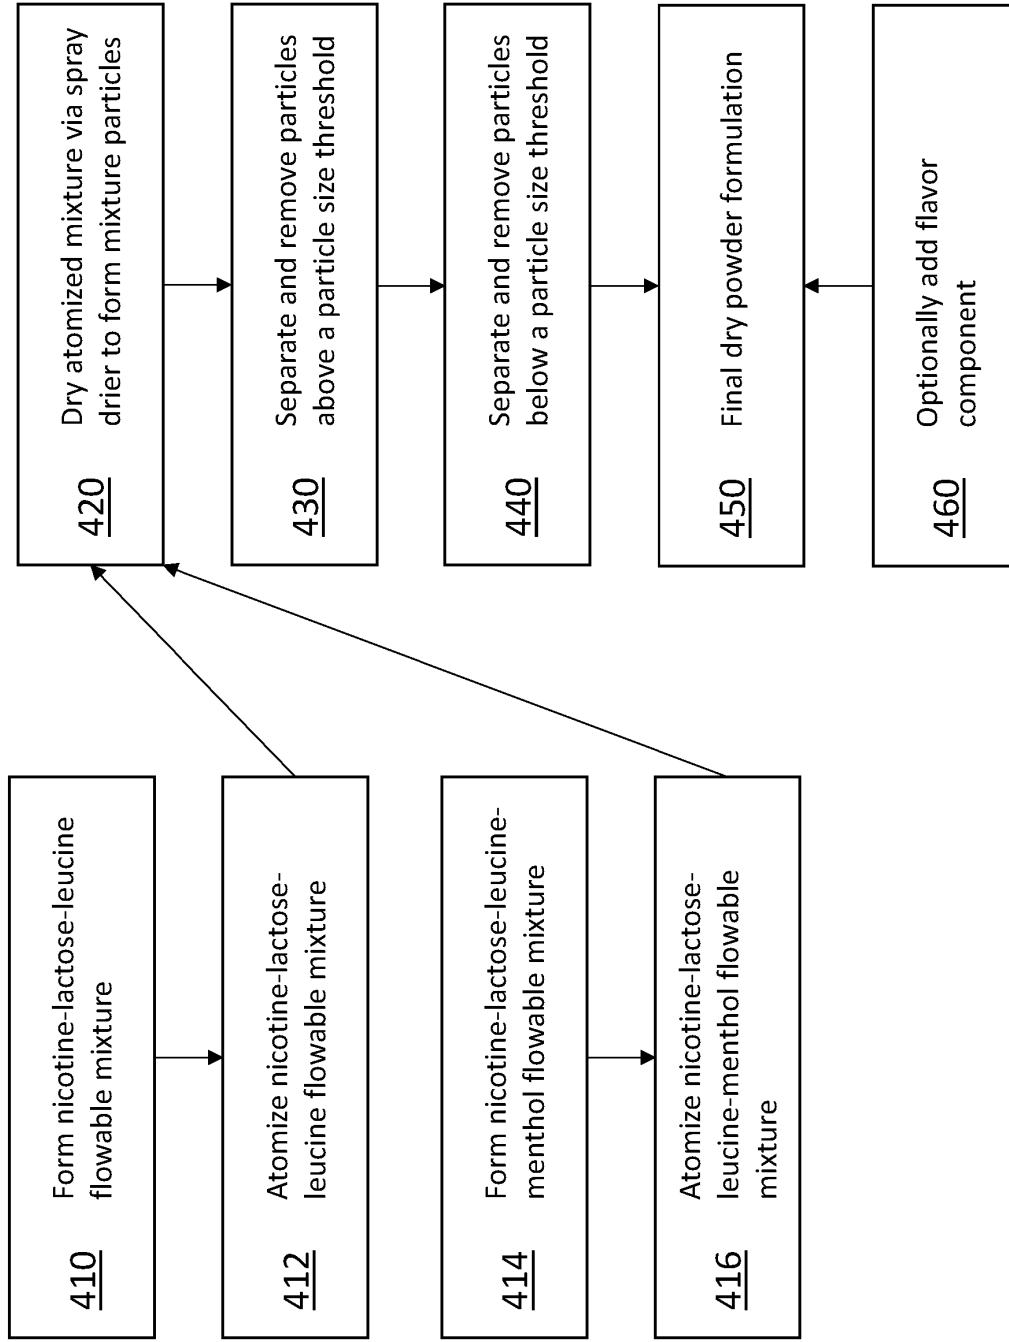 410
Form nicotine-lactose-leucine
flowable mixture
412
Atomize nicotine-lactose-
leucine flowable mixture
414
Form nicotine-lactose-leucine-
menthol flowable mixture
416
Atomize nicotine-lactose-
leucine-menthol flowable
mixture
420
Dry atomized mixture via spray
drier to form mixture particles
430
Separate and remove particles
above a particle size threshold
440
Separate and remove particles
below a particle size threshold
450
Final dry powder formulation
460
Optionally add flavor
component